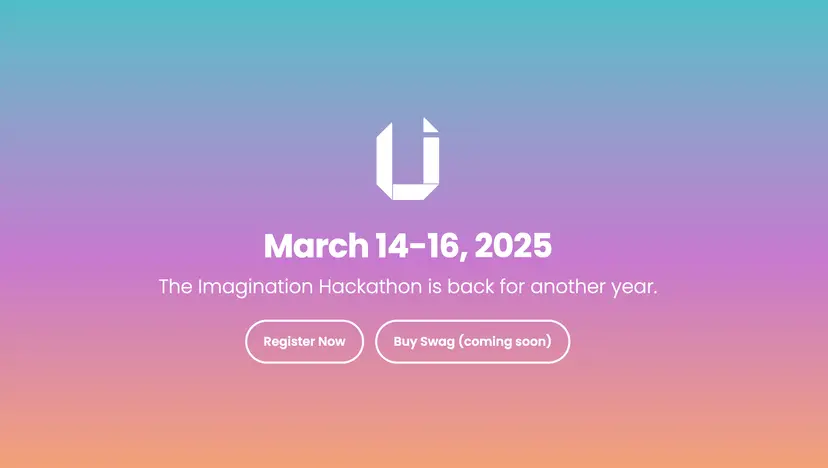 March 14-16, 2025
The Imagination Hackathon is back for another year.
Register Now
Buy Swag (coming soon)